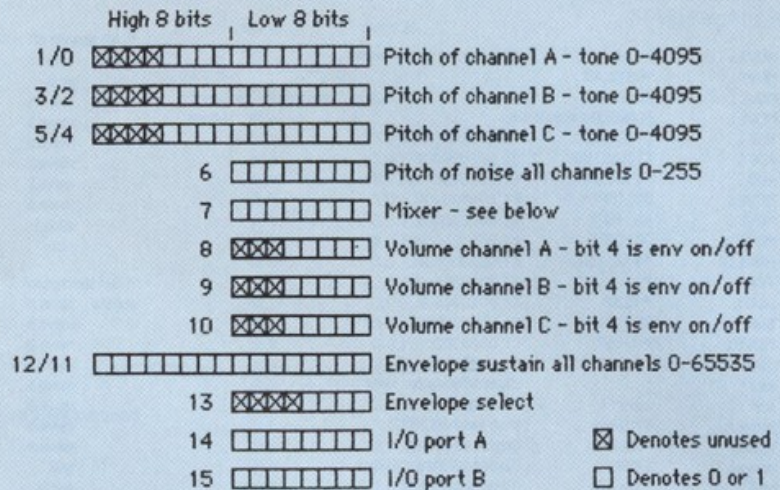 High 8 bits Low 8 bits
1/0 Pitch of channel A - tone 0-4095
3/2 Pitch of channel B - tone 0-4095
5/4 Pitch of channel C - tone 0-4095
6 Pitch of noise all channels 0-255
7 Mixer - see below
8 Volume channel A - bit 4 is env on/off
9 Volume channel B - bit 4 is env on/off
10 Volume channel C - bit 4 is env on/off
12/11 Envelope sustain all channels 0-65535
13 Envelope select
14 I/O port A Denotes unused
15 I/O port B Denotes 0 or 1